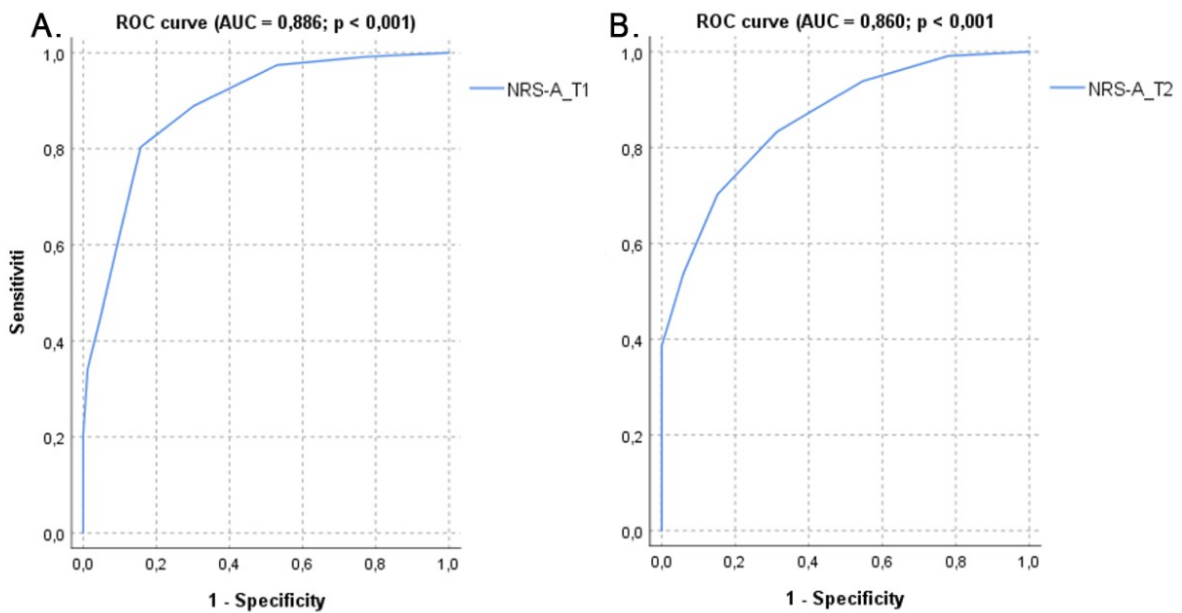 A.
ROC curve (AUC = 0,886; p < 0,001)
1,0
0,8
0,6
0,4
0,2
0,0
Sensitiviti
0,0 0,2 0,4 0,6 0,8 1,0
1 - Specificity
NRS-A_T1
B.
ROC curve (AUC = 0,860; p < 0,001
1,0
0,8
0,6
0,4
0,2
0,0
0,0 0,2 0,4 0,6 0,8 1,0
1 - Specificity
NRS-A_T2